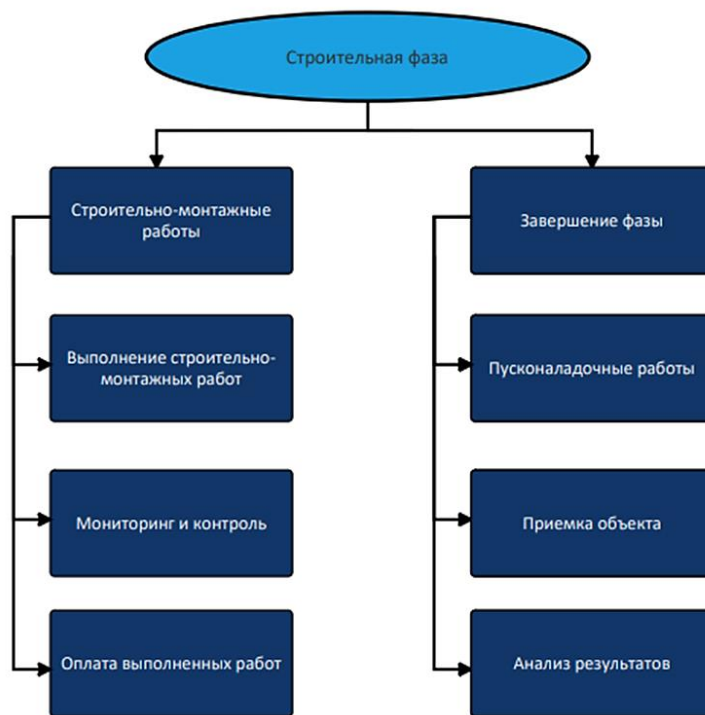 Строительная фаза
Строительно-монтажные
работы
Завершение фазы
Выполнение строительно-
монтажных работ
Пусконаладочные работы
Мониторинг и контроль
Приемка объекта
Оплата выполненных работ
Анализ результатов